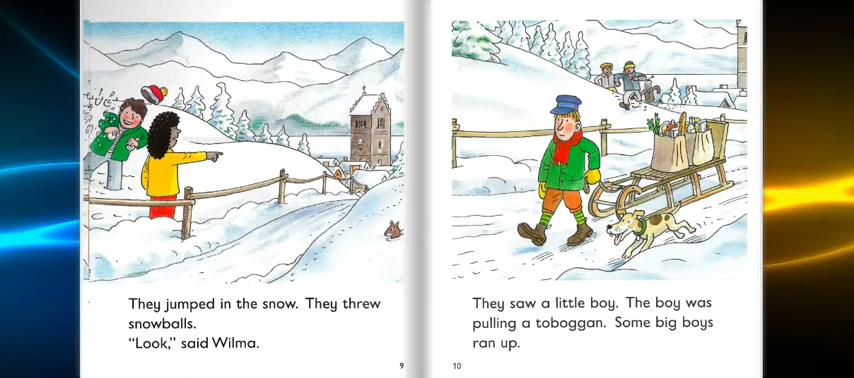 They jumped in the snow. They threw
snowballs.
“Look,” said Wilma.
9
They saw a little boy. The boy was
pulling a toboggan. Some big boys
ran up.
10